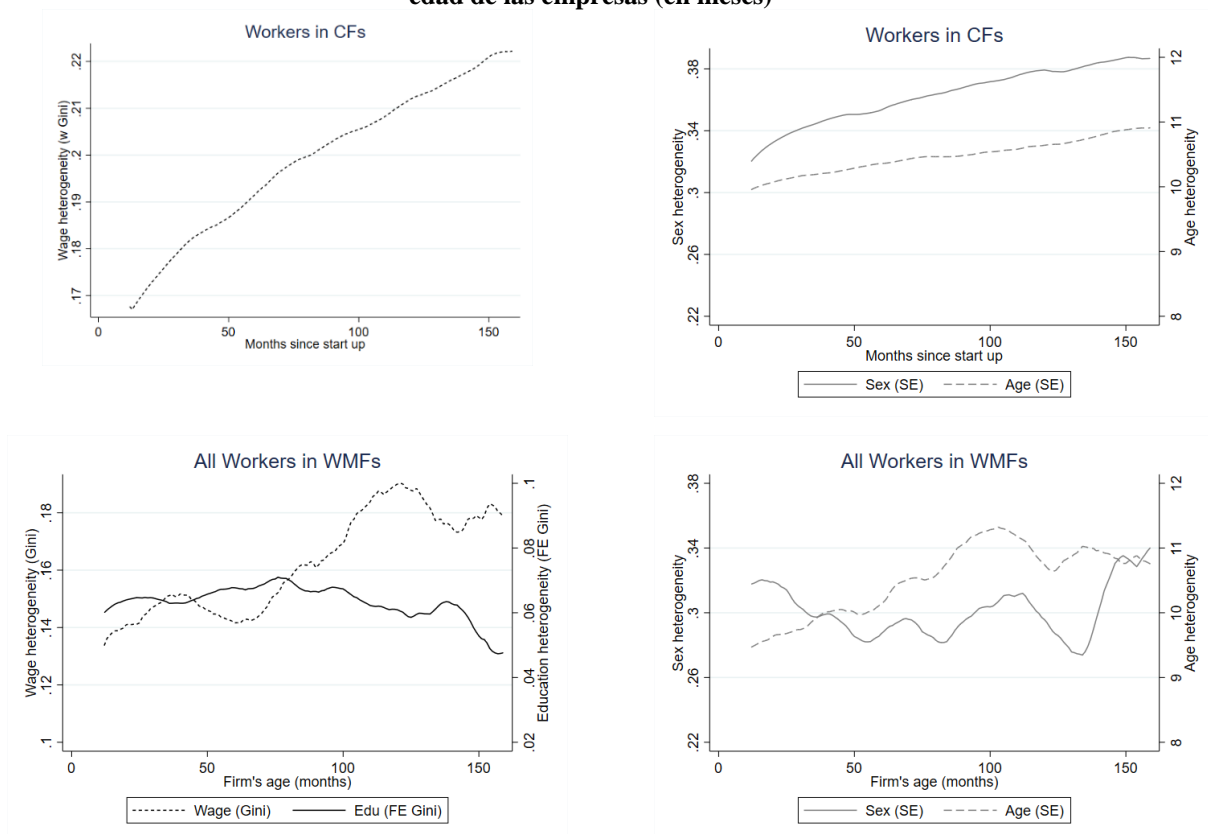 edad de las empresas (en meses)
Workers in CFs
Wage heterogeneity (w Gini)
.22
.21
.2
.19
.18
.17
0 50 100 150
Months since start up
Workers in CFs
Sex heterogeneity
.38
.34
.3
.26
.22
12
11
10
9
8
Age heterogeneity
0 50 100 150
Months since start up
Sex (SE) Age (SE)
All Workers in WMFs
Wage heterogeneity (Gini)
.18
.16
.14
.12
.1
.1
.08
.06
.04
.02
Education heterogeneity (FE Gini)
0 50 100 150
Firm's age (months)
Wage (Gini) Edu (FE Gini)
All Workers in WMFs
Sex heterogeneity
.38
.34
.3
.26
.22
12
11
10
9
8
Age heterogeneity
0 50 100 150
Firm's age (months)
Sex (SE) Age (SE)